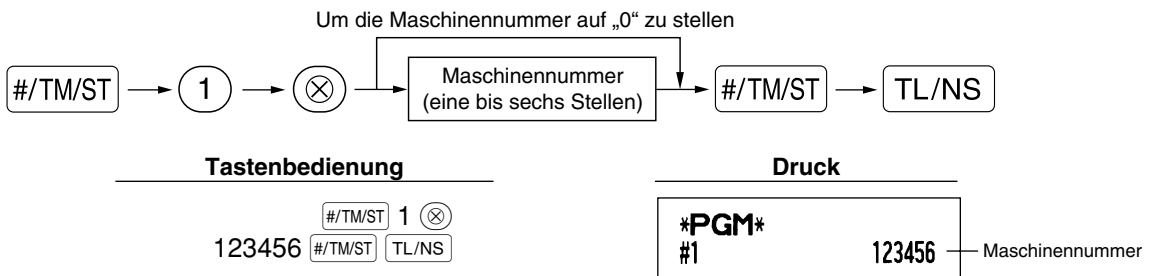 Um die Maschinennummer auf „0“ zu stellen
#/TM/ST 1 ⊗ Maschinennummer #/TM/ST TL/NS
(eine bis sechs Stellen)
Tastenbedienung Druck
#/TM/ST 1 ⊗
123456 #/TM/ST TL/NS
*PGM*
#1 123456 Maschinennummer